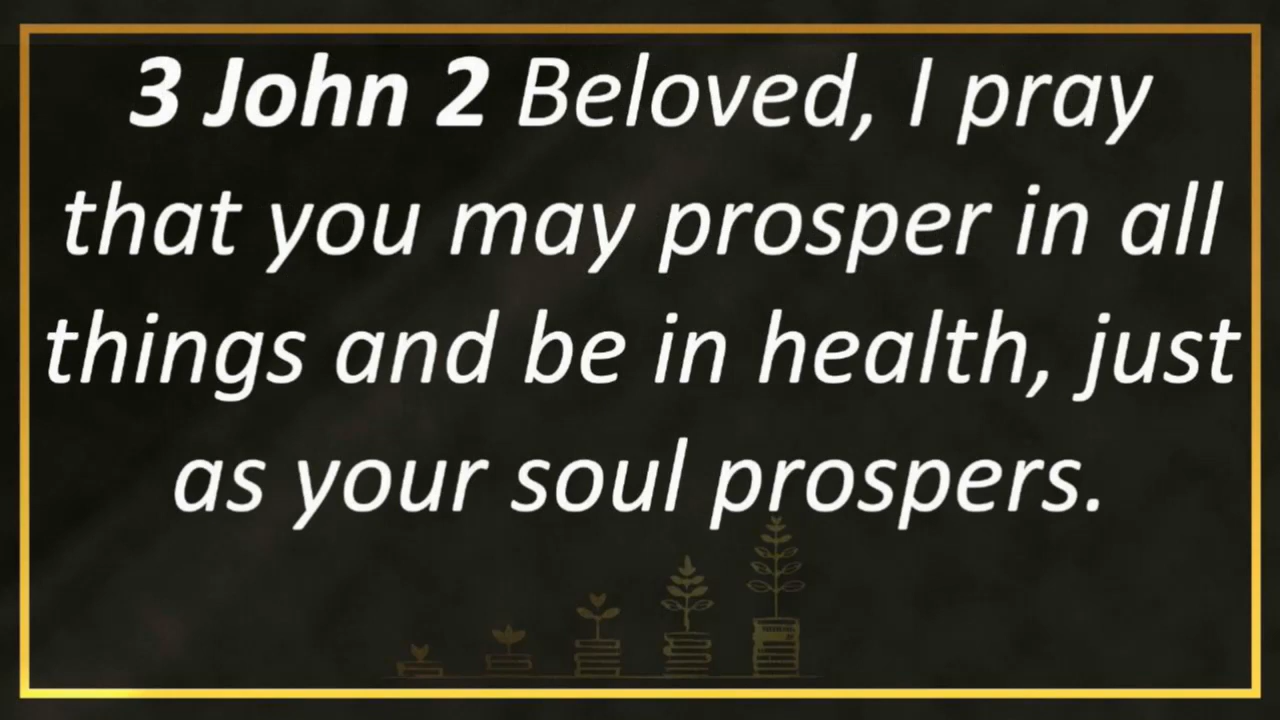 3 John 2 Beloved, I pray
that you may prosper in all
things and be in health, just
as your soul prospers.